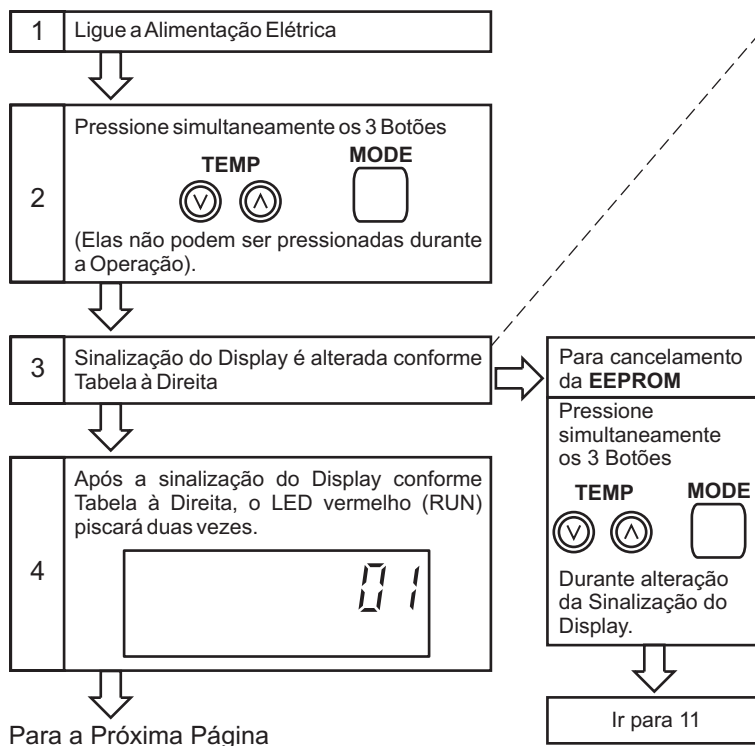 1
Ligue a Alimentação Elétrica
2
Pressione simultaneamente os 3 Botões
TEMP
MODE
(Elas não podem ser pressionadas durante
a Operação).
3
Sinalização do Display é alterada conforme
Tabela à Direita
4
Após a sinalização do Display conforme
Tabela à Direita, o LED vermelho (RUN)
piscará duas vezes.
01
Para a Próxima Página
Para cancelamento
da EEPROM
Pressione
simultaneamente
os 3 Botões
TEMP
MODE
Durante alteração
da Sinalização do
Display.
Ir para 11